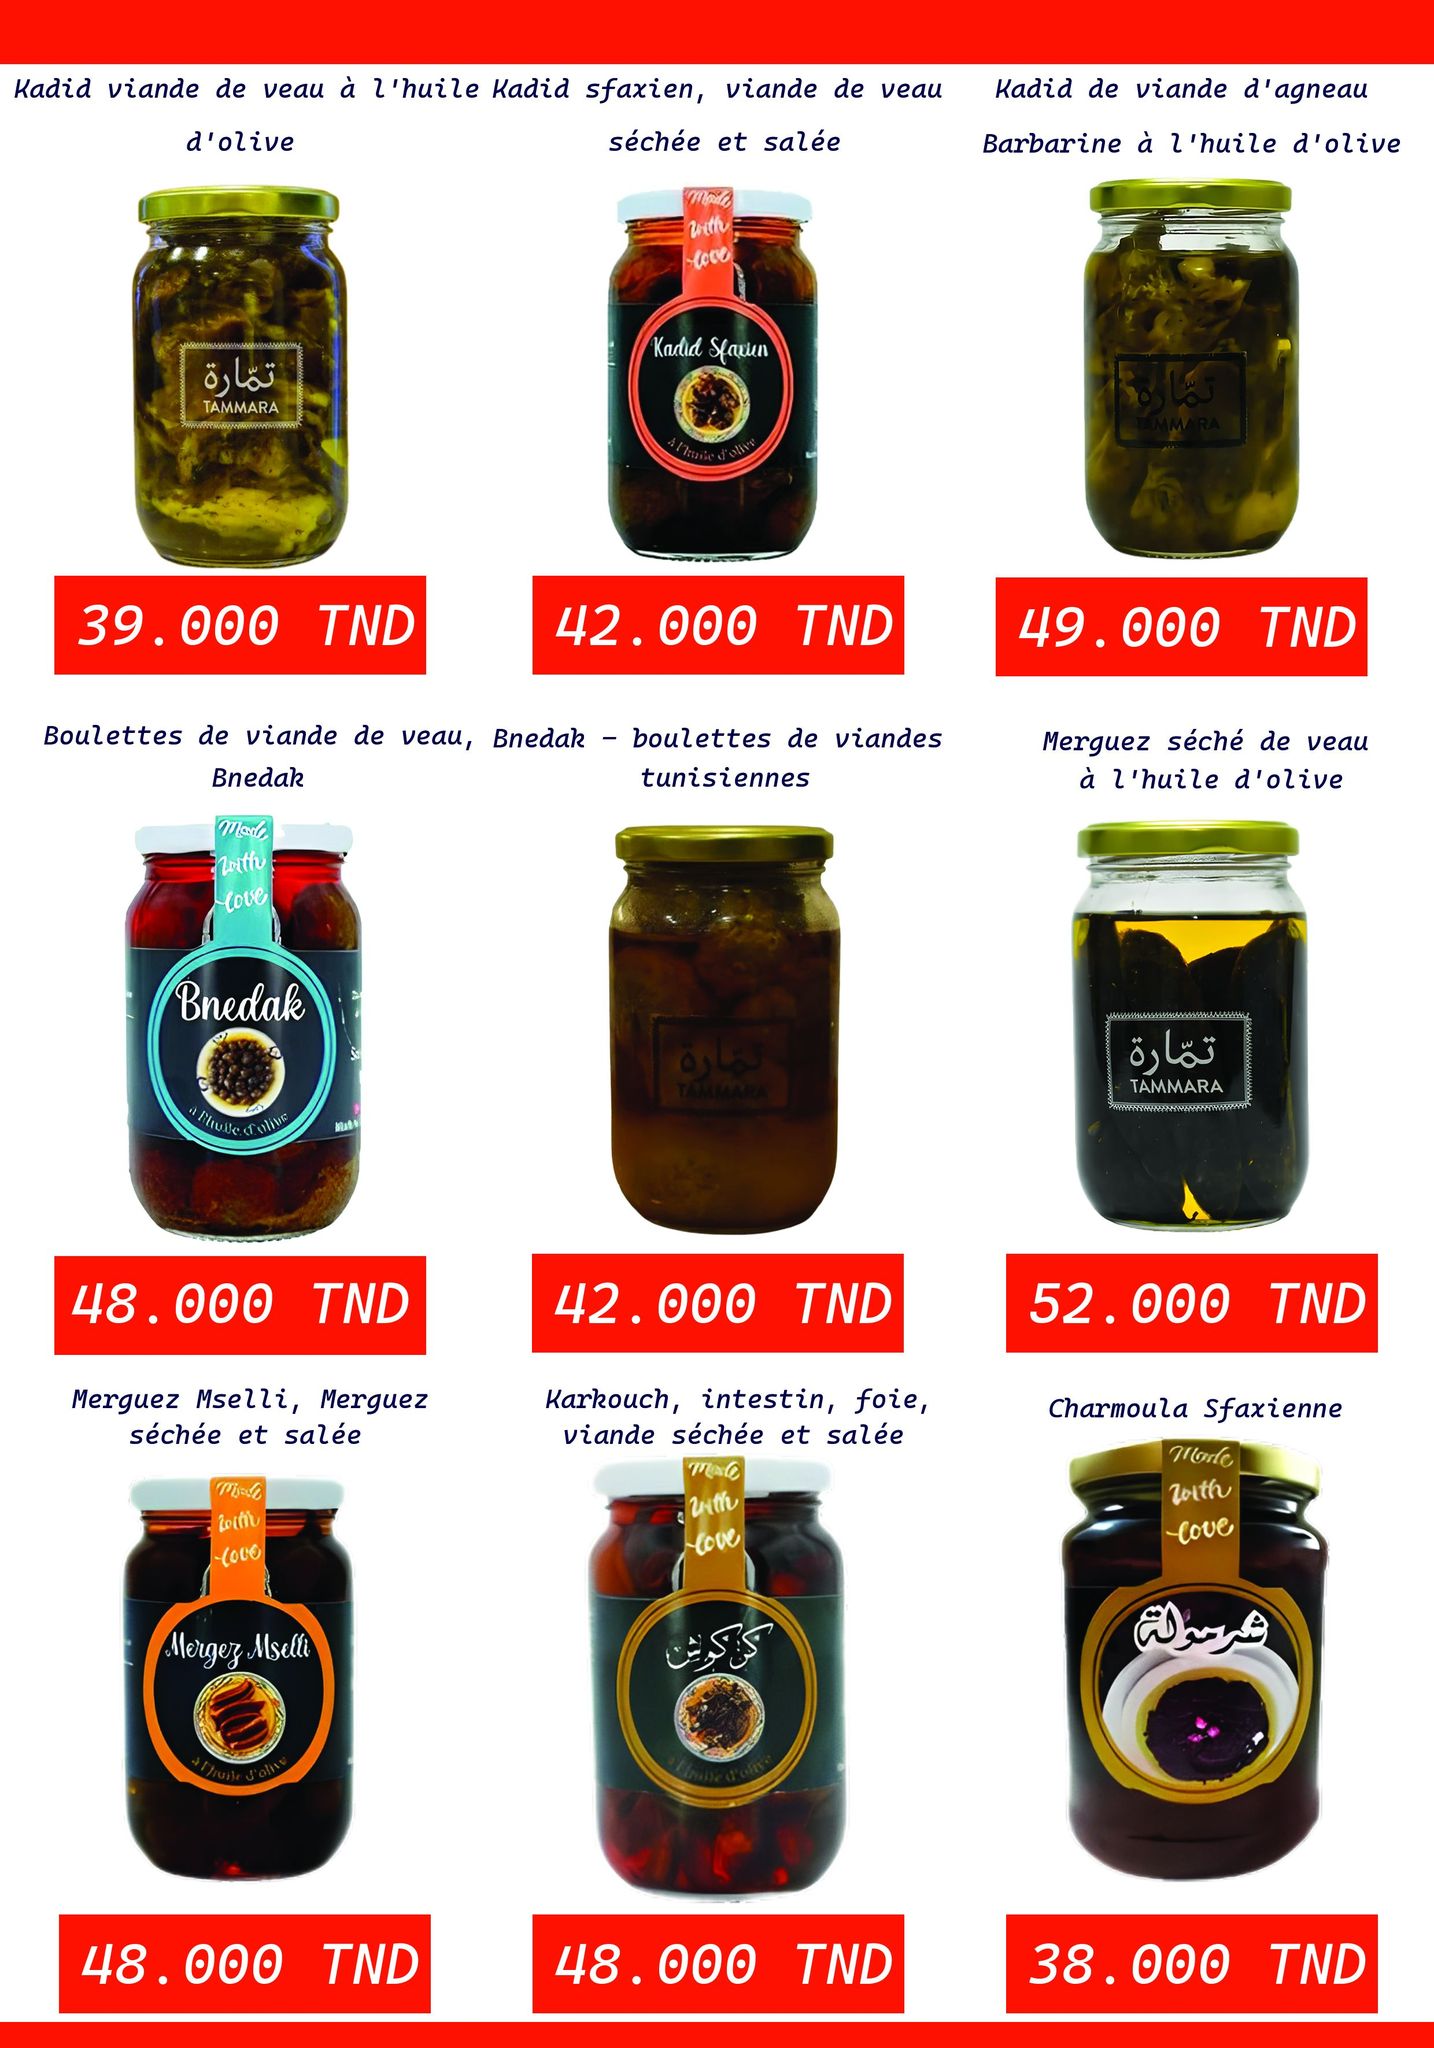 Kadid viande de veau à l'huile
d'olive
Kadid sfaxien, viande de veau
séchée et salée
Kadid de viande d'agneau
Barbarine à l'huile d'olive
تمّارة
TAMMARA
Made
with
love
Kadid Sfaxien
à l'huile d'olive
تمّارة
TAMMARA
39.000 TND
42.000 TND
49.000 TND
Boulettes de viande de veau,
Bnedak
Bnedak – boulettes de viandes
tunisiennes
Merguez séché de veau
à l'huile d'olive
Made
with
love
Bnedak
à l'huile d'olive
تمّارة
TAMMARA
تمّارة
TAMMARA
48.000 TND
42.000 TND
52.000 TND
Merguez Mselli, Merguez
séchée et salée
Karkouch, intestin, foie,
viande séchée et salée
Charmoula Sfaxienne
Made
with
love
Mergez Mselli
à l'huile d'olive
Made
with
love
كركوش
à l'huile d'olive
Made
with
love
شرمولة
48.000 TND
48.000 TND
38.000 TND